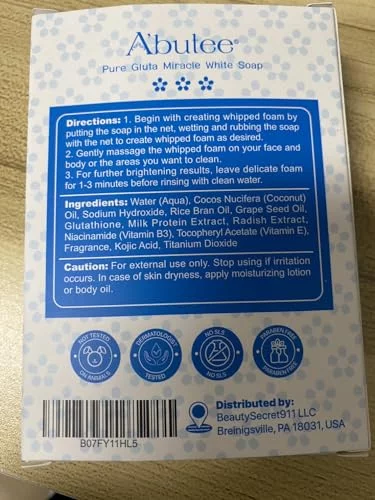 A'butee®
Pure Gluta Miracle White Soap
Directions: 1. Begin with creating whipped foam by
putting the soap in the net, wetting and rubbing the soap
with the net to create whipped foam as desired.
2. Gently massage the whipped foam on your face and
body or the areas you want to clean.
3. For further brightening results, leave delicate foam
for 1-3 minutes before rinsing with clean water.
Ingredients: Water (Aqua), Cocos Nucifera (Coconut)
Oil, Sodium Hydroxide, Rice Bran Oil, Grape Seed Oil,
Glutathione, Milk Protein Extract, Radish Extract,
Niacinamide (Vitamin B3), Tocopheryl Acetate (Vitamin E),
Fragrance, Kojic Acid, Titanium Dioxide
Caution: For external use only. Stop using if irritation
occurs. In case of skin dryness, apply moisturizing lotion
or body oil.
NOT TESTED
ON ANIMALS
DERMATOLOGIST
TESTED
NO SLS
NO SLS
PARABEN FREE
PARABEN FREE
B07FY11HL5
Distributed by:
BeautySecret911 LLC
Breinigsville, PA 18031, USA